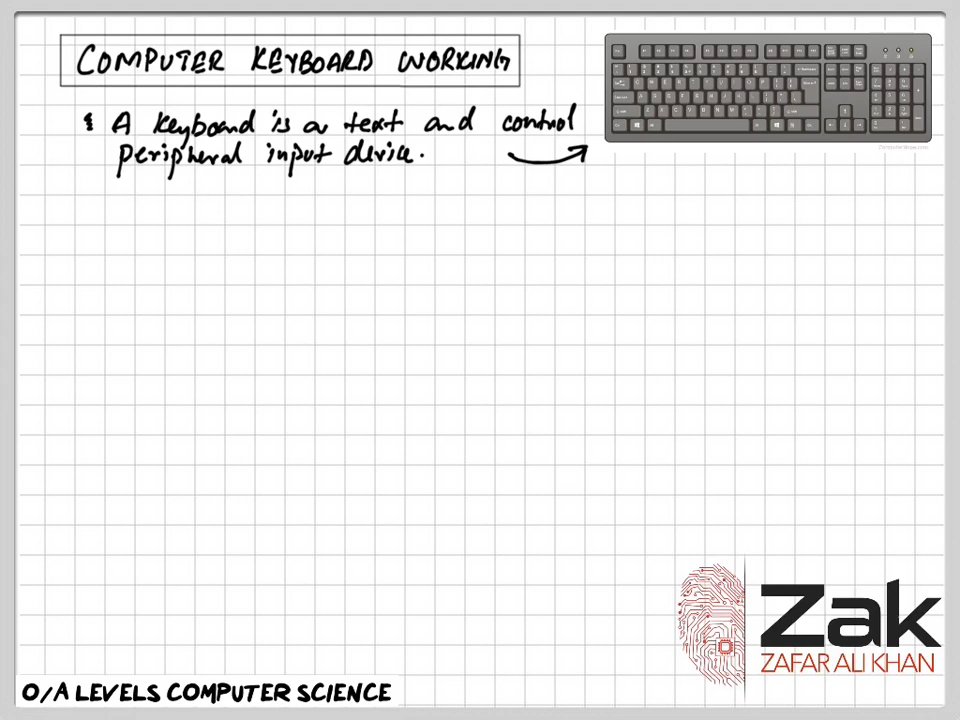 COMPUTER KEYBOARD WORKING
A keyboard is a text and control
peripheral input device.
Zak
ZAFAR ALI KHAN
O/A LEVELS COMPUTER SCIENCE